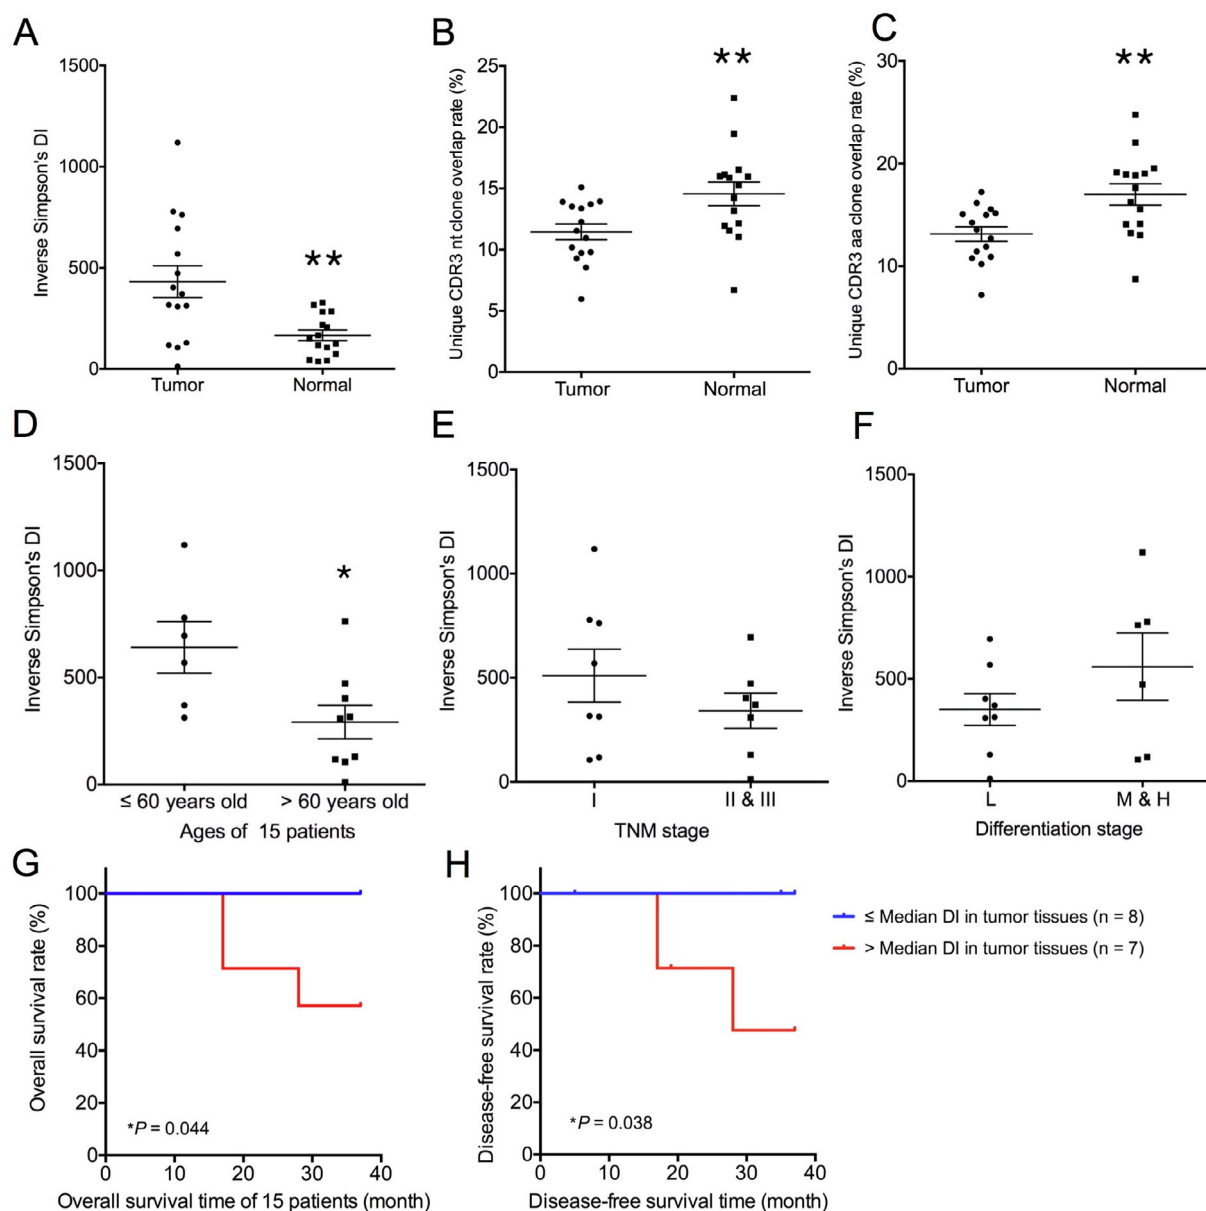 A
Inverse Simpson's DI
1500
1000
500
0
**
Tumor
Normal
B
Unique CDR3 nt clone overlap rate (%)
25
20
15
10
5
0
**
Tumor
Normal
C
Unique CDR3 aa clone overlap rate (%)
30
20
10
0
**
Tumor
Normal
D
Inverse Simpson's DI
1500
1000
500
0
*
≤ 60 years old
> 60 years old
Ages of 15 patients
E
Inverse Simpson's DI
1500
1000
500
0
I
II & III
TNM stage
F
Inverse Simpson's DI
1500
1000
500
0
L
M & H
Differentiation stage
G
Overall survival rate (%)
100
80
60
40
20
0
*P = 0.044
0 10 20 30 40
Overall survival time of 15 patients (month)
H
Disease-free survival rate (%)
100
80
60
40
20
0
*P = 0.038
0 10 20 30 40
Disease-free survival time (month)
≤ Median DI in tumor tissues (n = 8)
> Median DI in tumor tissues (n = 7)